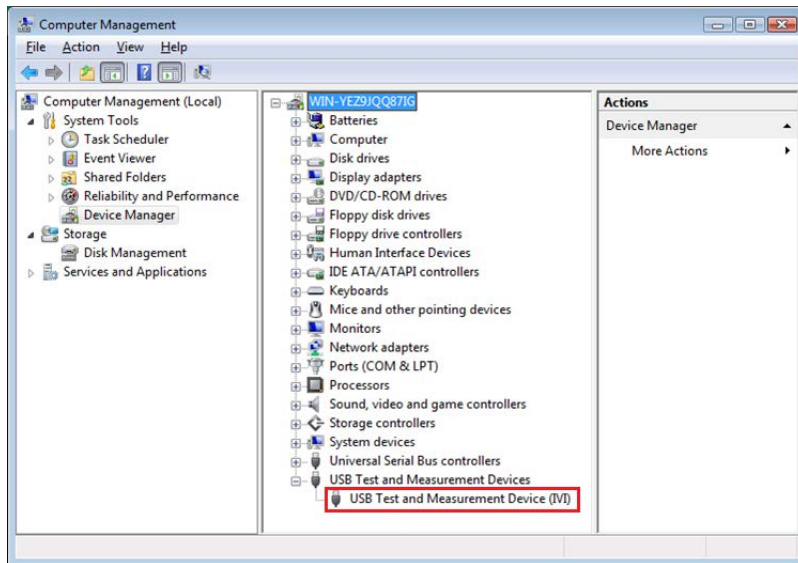 Computer Management
File Action View Help
Computer Management (Local)
System Tools
Task Scheduler
Event Viewer
Shared Folders
Reliability and Performance
Device Manager
Storage
Disk Management
Services and Applications
WIN-YEZ9JQQ87IG
Batteries
Computer
Disk drives
Display adapters
DVD/CD-ROM drives
Floppy disk drives
Floppy drive controllers
Human Interface Devices
IDE ATA/ATAPI controllers
Keyboards
Mice and other pointing devices
Monitors
Network adapters
Ports (COM & LPT)
Processors
Sound, video and game controllers
Storage controllers
System devices
Universal Serial Bus controllers
USB Test and Measurement Devices
USB Test and Measurement Device (IVI)
Actions
Device Manager
More Actions